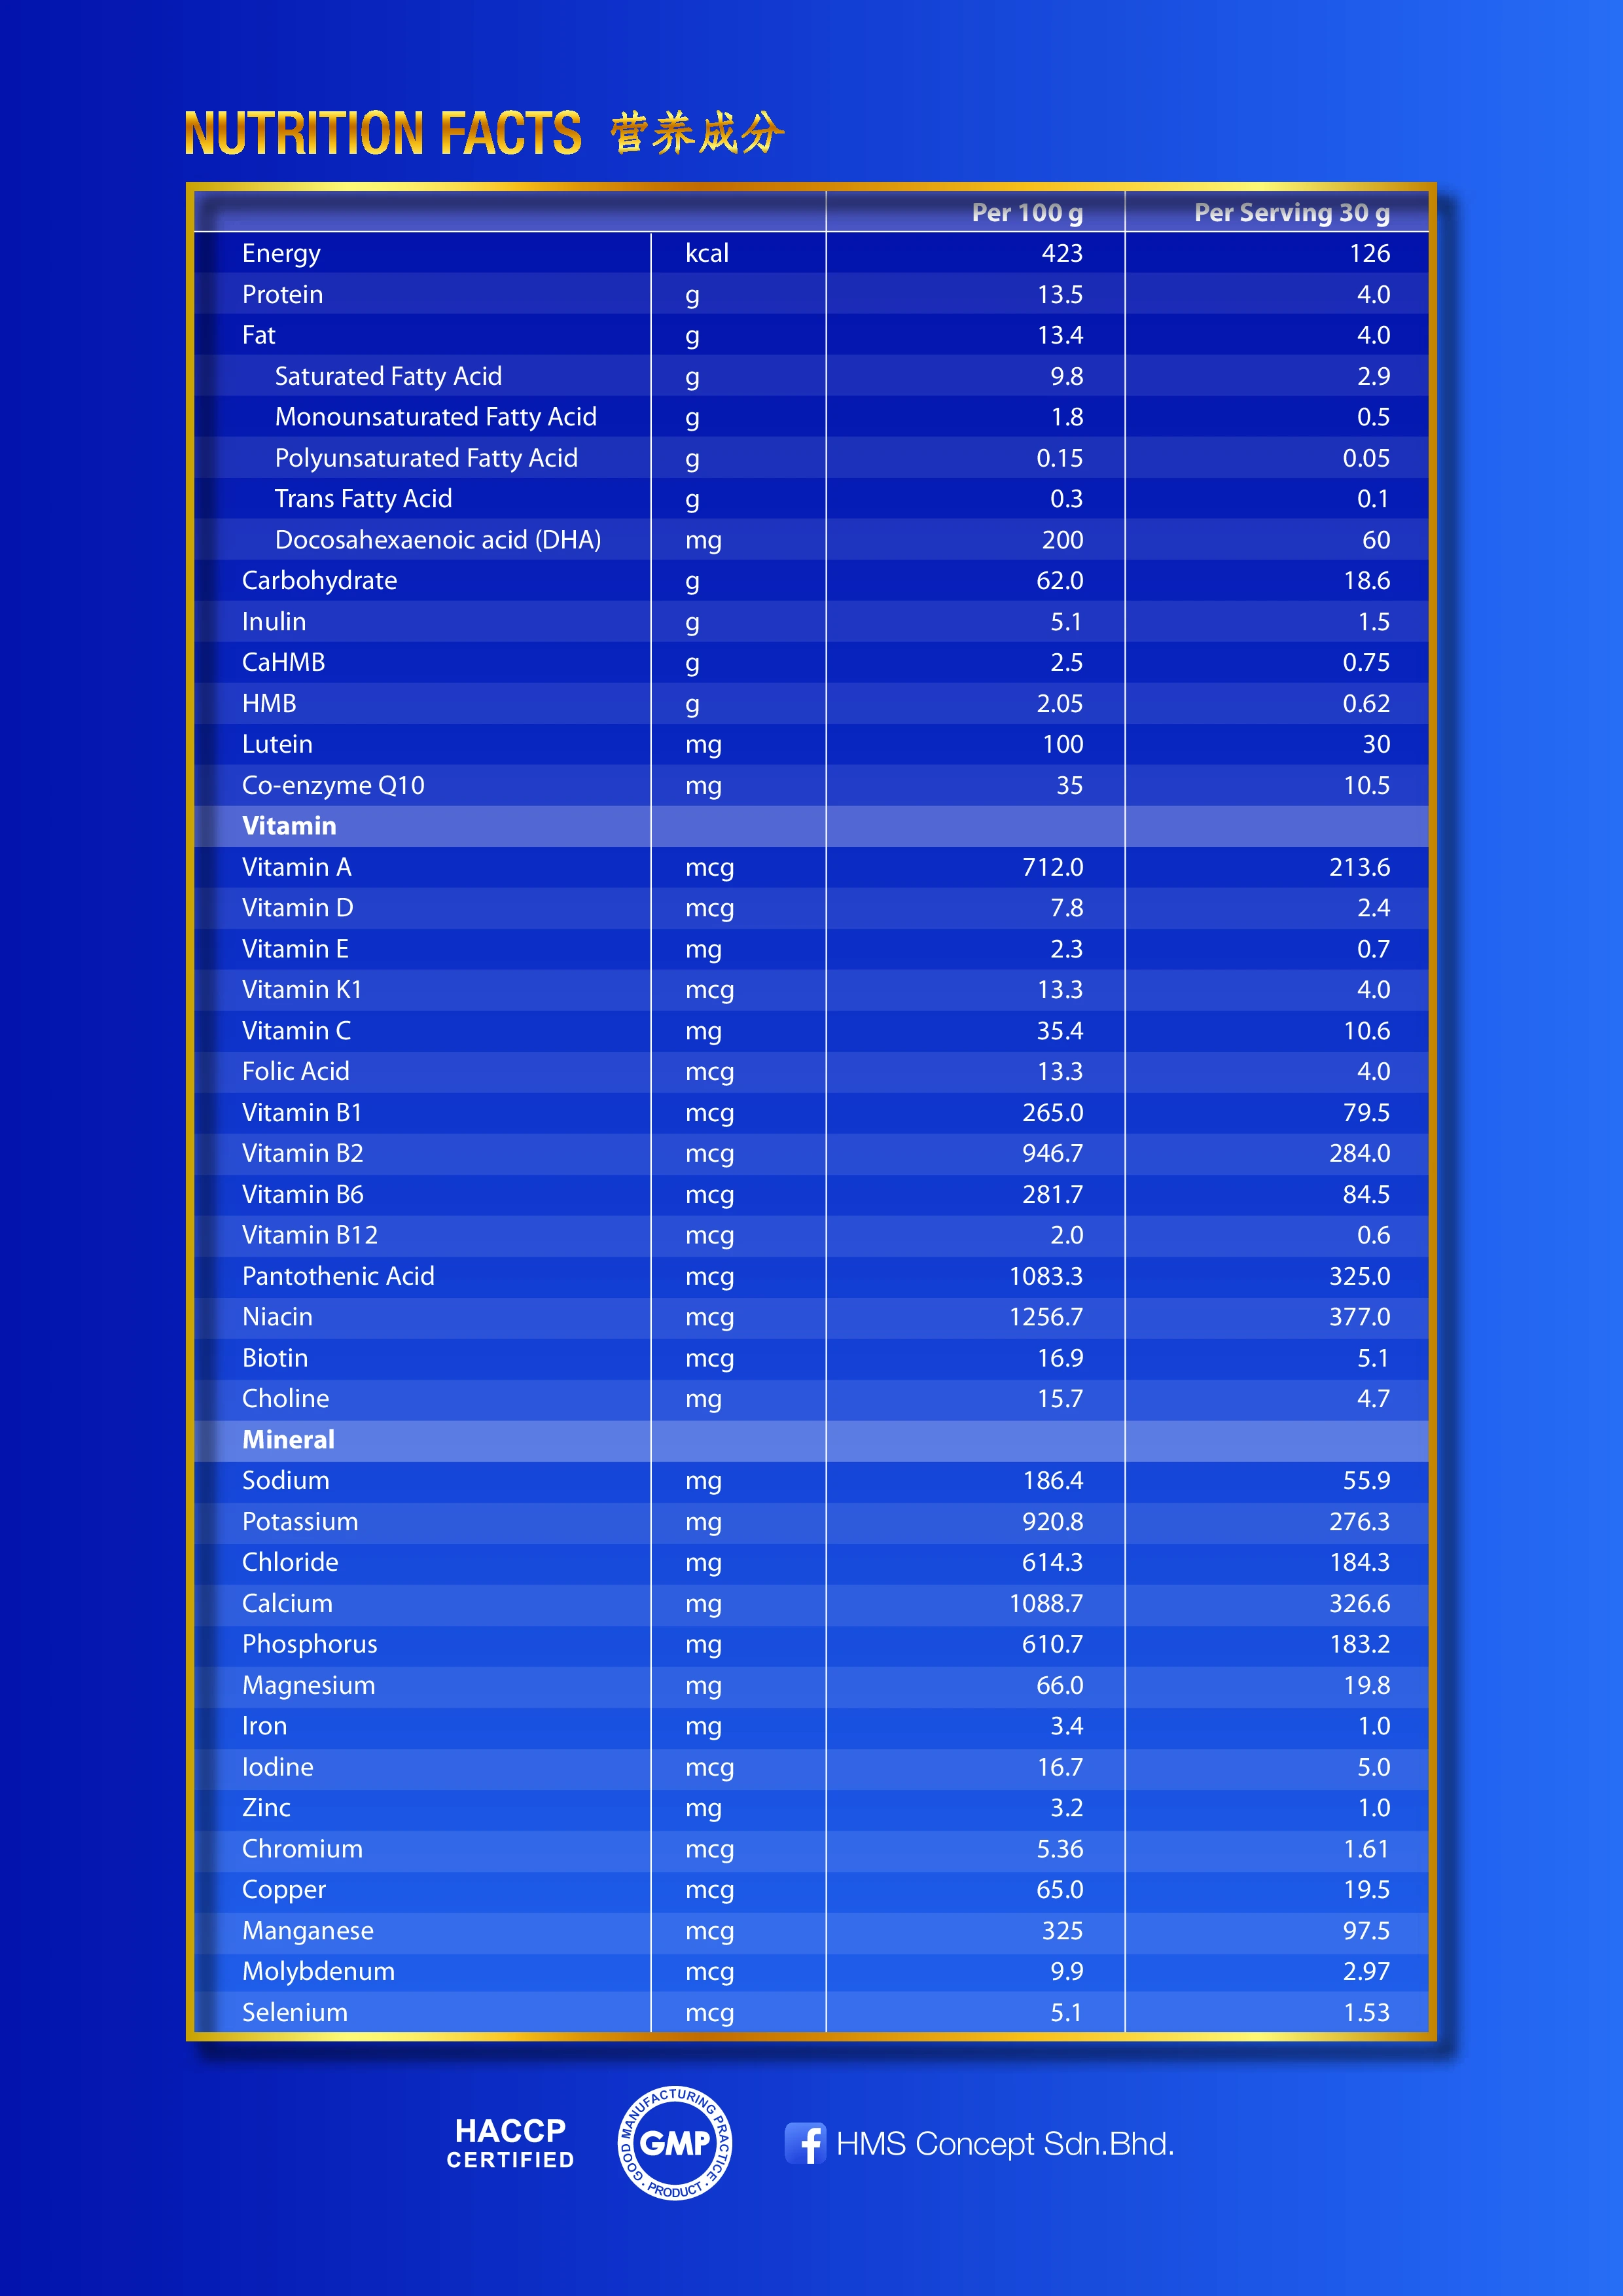 NUTRITION FACTS 营养成分
Per 100 g Per Serving 30 g
Energy kcal 423 126
Protein g 13.5 4.0
Fat g 13.4 4.0
Saturated Fatty Acid g 9.8 2.9
Monounsaturated Fatty Acid g 1.8 0.5
Polyunsaturated Fatty Acid g 0.15 0.05
Trans Fatty Acid g 0.3 0.1
Docosahexaenoic acid (DHA) mg 200 60
Carbohydrate g 62.0 18.6
Inulin g 5.1 1.5
CaHMB g 2.5 0.75
HMB g 2.05 0.62
Lutein mg 100 30
Co-enzyme Q10 mg 35 10.5
Vitamin
Vitamin A mcg 712.0 213.6
Vitamin D mcg 7.8 2.4
Vitamin E mg 2.3 0.7
Vitamin K1 mcg 13.3 4.0
Vitamin C mg 35.4 10.6
Folic Acid mcg 13.3 4.0
Vitamin B1 mcg 265.0 79.5
Vitamin B2 mcg 946.7 284.0
Vitamin B6 mcg 281.7 84.5
Vitamin B12 mcg 2.0 0.6
Pantothenic Acid mcg 1083.3 325.0
Niacin mcg 1256.7 377.0
Biotin mcg 16.9 5.1
Choline mg 15.7 4.7
Mineral
Sodium mg 186.4 55.9
Potassium mg 920.8 276.3
Chloride mg 614.3 184.3
Calcium mg 1088.7 326.6
Phosphorus mg 610.7 183.2
Magnesium mg 66.0 19.8
Iron mg 3.4 1.0
Iodine mcg 16.7 5.0
Zinc mg 3.2 1.0
Chromium mcg 5.36 1.61
Copper mcg 65.0 19.5
Manganese mcg 325 97.5
Molybdenum mcg 9.9 2.97
Selenium mcg 5.1 1.53
HACCP
CERTIFIED
GOOD MANUFACTURING PRACTICE
GMP
· PRODUCT ·
f HMS Concept Sdn.Bhd.